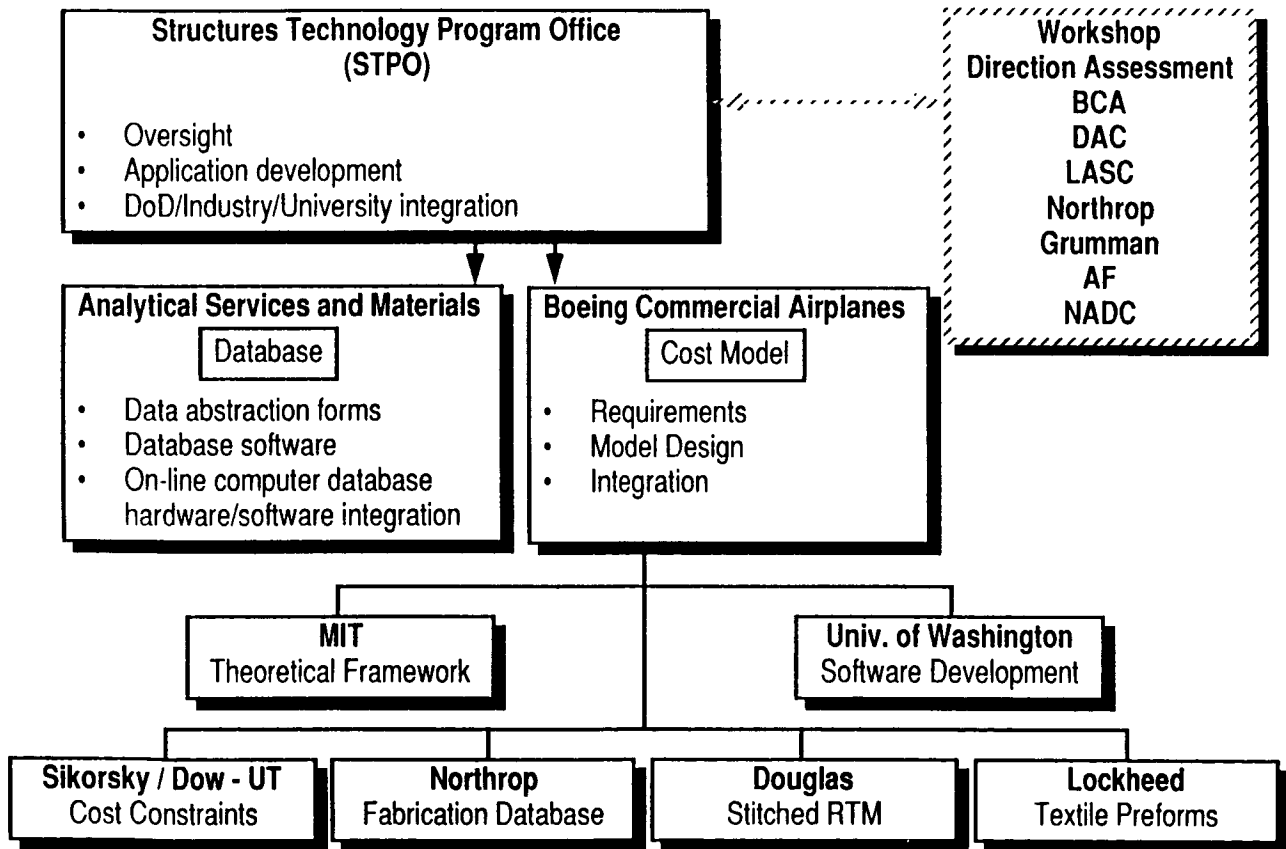 Structures Technology Program Office
(STPO)
• Oversight
• Application development
• DoD/Industry/University integration
Workshop
Direction Assessment
BCA
DAC
LASC
Northrop
Grumman
AF
NADC
Analytical Services and Materials
Database
• Data abstraction forms
• Database software
• On-line computer database
hardware/software integration
Boeing Commercial Airplanes
Cost Model
• Requirements
• Model Design
• Integration
MIT
Theoretical Framework
Univ. of Washington
Software Development
Sikorsky / Dow - UT
Cost Constraints
Northrop
Fabrication Database
Douglas
Stitched RTM
Lockheed
Textile Preforms